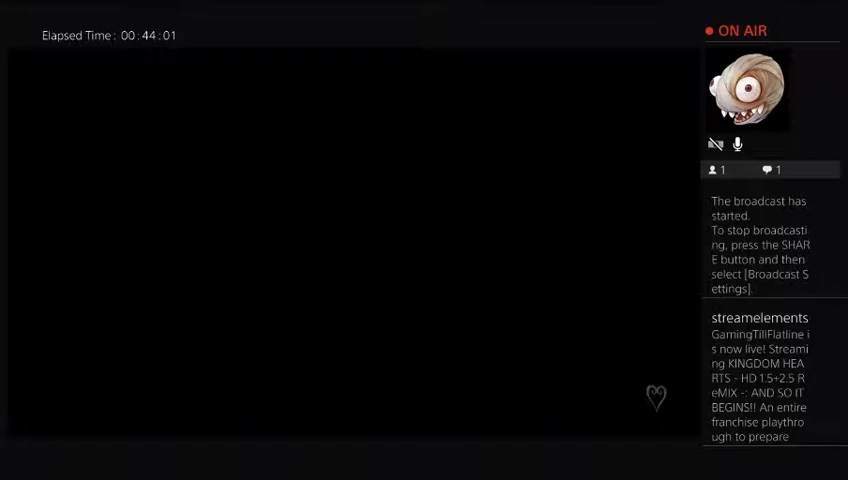 Elapsed Time: 00:44:01
ON AIR
1
1
The broadcast has
started.
To stop broadcasti
ng, press the SHAR
E button and then
select [Broadcast S
ettings].
streamelements
GamingTillFlatline i
s now live! Streami
ng KINGDOM HEA
RTS - HD 1.5+2.5 R
eMIX -: AND SO IT
BEGINS!! An entire
franchise playthro
ugh to prepare